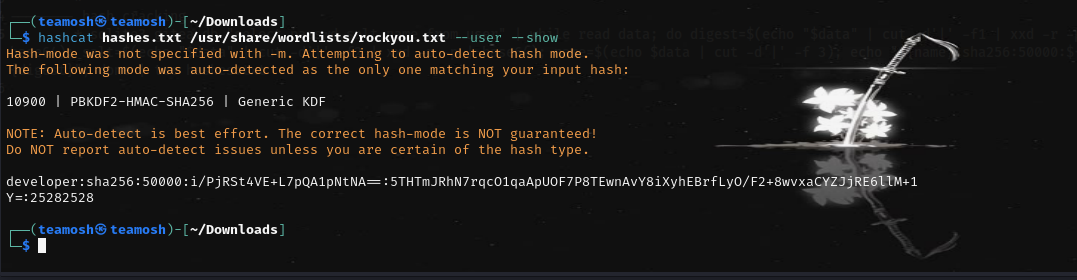 ┌──(teamosh㉿teamosh)-[~/Downloads]
└─$ hashcat hashes.txt /usr/share/wordlists/rockyou.txt --user --show
Hash-mode was not specified with -m. Attempting to auto-detect hash mode.
The following mode was auto-detected as the only one matching your input hash:
10900 | PBKDF2-HMAC-SHA256 | Generic KDF
NOTE: Auto-detect is best effort. The correct hash-mode is NOT guaranteed!
Do NOT report auto-detect issues unless you are certain of the hash type.
developer:sha256:50000:i/PjRSt4VE+L7pQA1pNtNA==:5THTmJRhN7rqcO1qaApUOF7P8TEwnAvY8iXyhEBrfLyO/F2+8wvxaCYZJjRE6llM+1
Y=:25282528
┌──(teamosh㉿teamosh)-[~/Downloads]
└─$